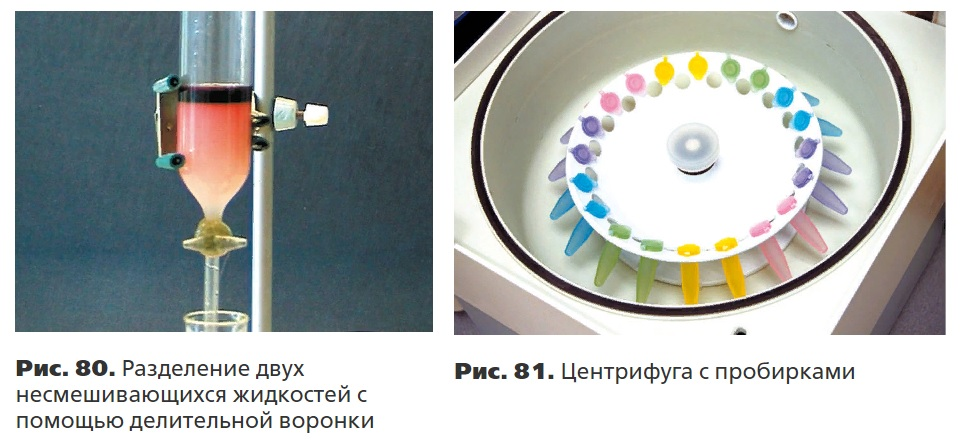 Рис. 80. Разделение двух
несмешивающихся жидкостей с
помощью делительной воронки
Рис. 81. Центрифуга с пробирками